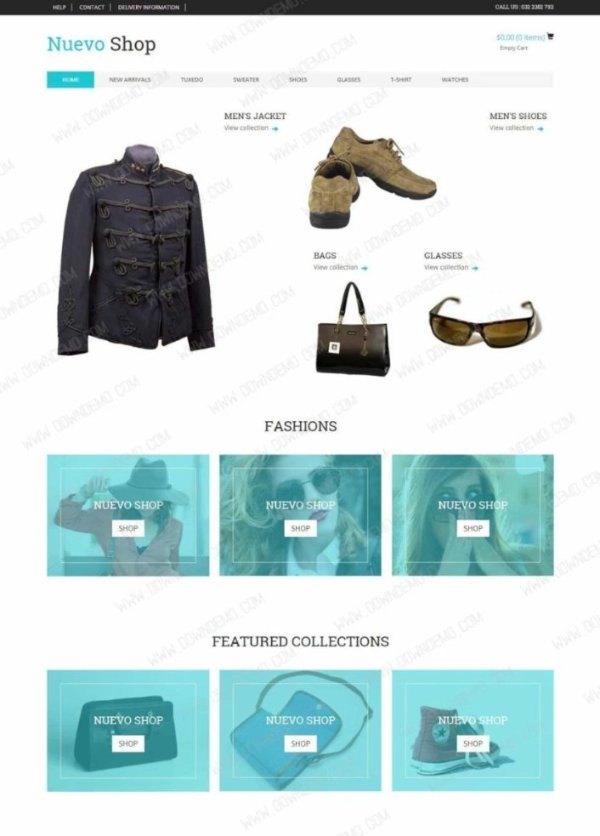 HELP | CONTACT | DELIVERY INFORMATION |
CALL US : 032 2352 792
Nuevo Shop
$0.00 (0 items)
Empty Cart
HOME NEW ARRIVALS TUXEDO SWEATER SHOES GLASSES T-SHIRT WATCHES
MEN'S JACKET
View collection
MEN'S SHOES
View collection
BAGS
View collection
GLASSES
View collection
FASHIONS
NUEVO SHOP
SHOP
NUEVO SHOP
SHOP
NUEVO SHOP
SHOP
FEATURED COLLECTIONS
NUEVO SHOP
SHOP
NUEVO SHOP
SHOP
NUEVO SHOP
SHOP
WWW.DOWNDEMO.COM